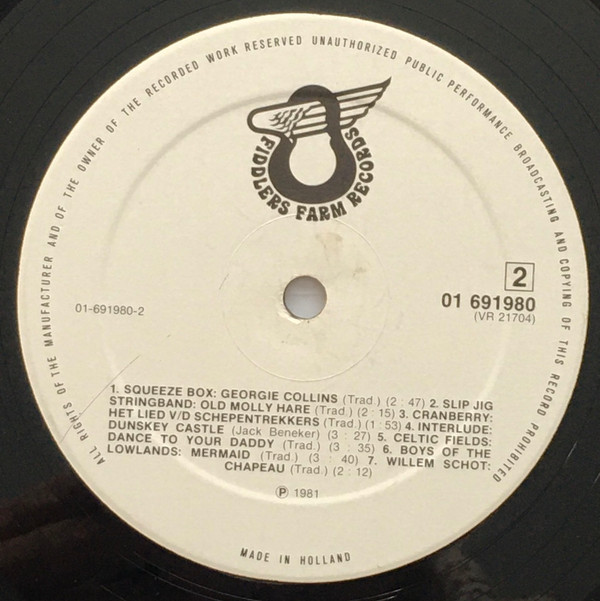 ALL RIGHTS OF THE MANUFACTURER AND OF THE OWNER OF THE RECORDED WORK RESERVED UNAUTHORIZED PUBLIC PERFORMANCE BROADCASTING AND COPYING OF THIS RECORD PROHIBITED
FIDDLERS FARM RECORDS
2
01-691980-2
01 691980
(VR 21704)
1. SQUEEZE BOX: GEORGIE COLLINS (Trad.) (2 : 47) 2. SLIP JIG
STRINGBAND: OLD MOLLY HARE (Trad.) (2 : 15) 3. CRANBERRY:
HET LIED V/D SCHEPENTREKKERS (Trad.) (1 : 53) 4. INTERLUDE:
DUNSKEY CASTLE (Jack Beneker) (3 : 27) 5. CELTIC FIELDS:
DANCE TO YOUR DADDY (Trad.) (3 : 35) 6. BOYS OF THE
LOWLANDS: MERMAID (Trad.) (3 : 40) 7. WILLEM SCHOT:
CHAPEAU (Trad.) (2 : 12)
Ⓟ 1981
MADE IN HOLLAND